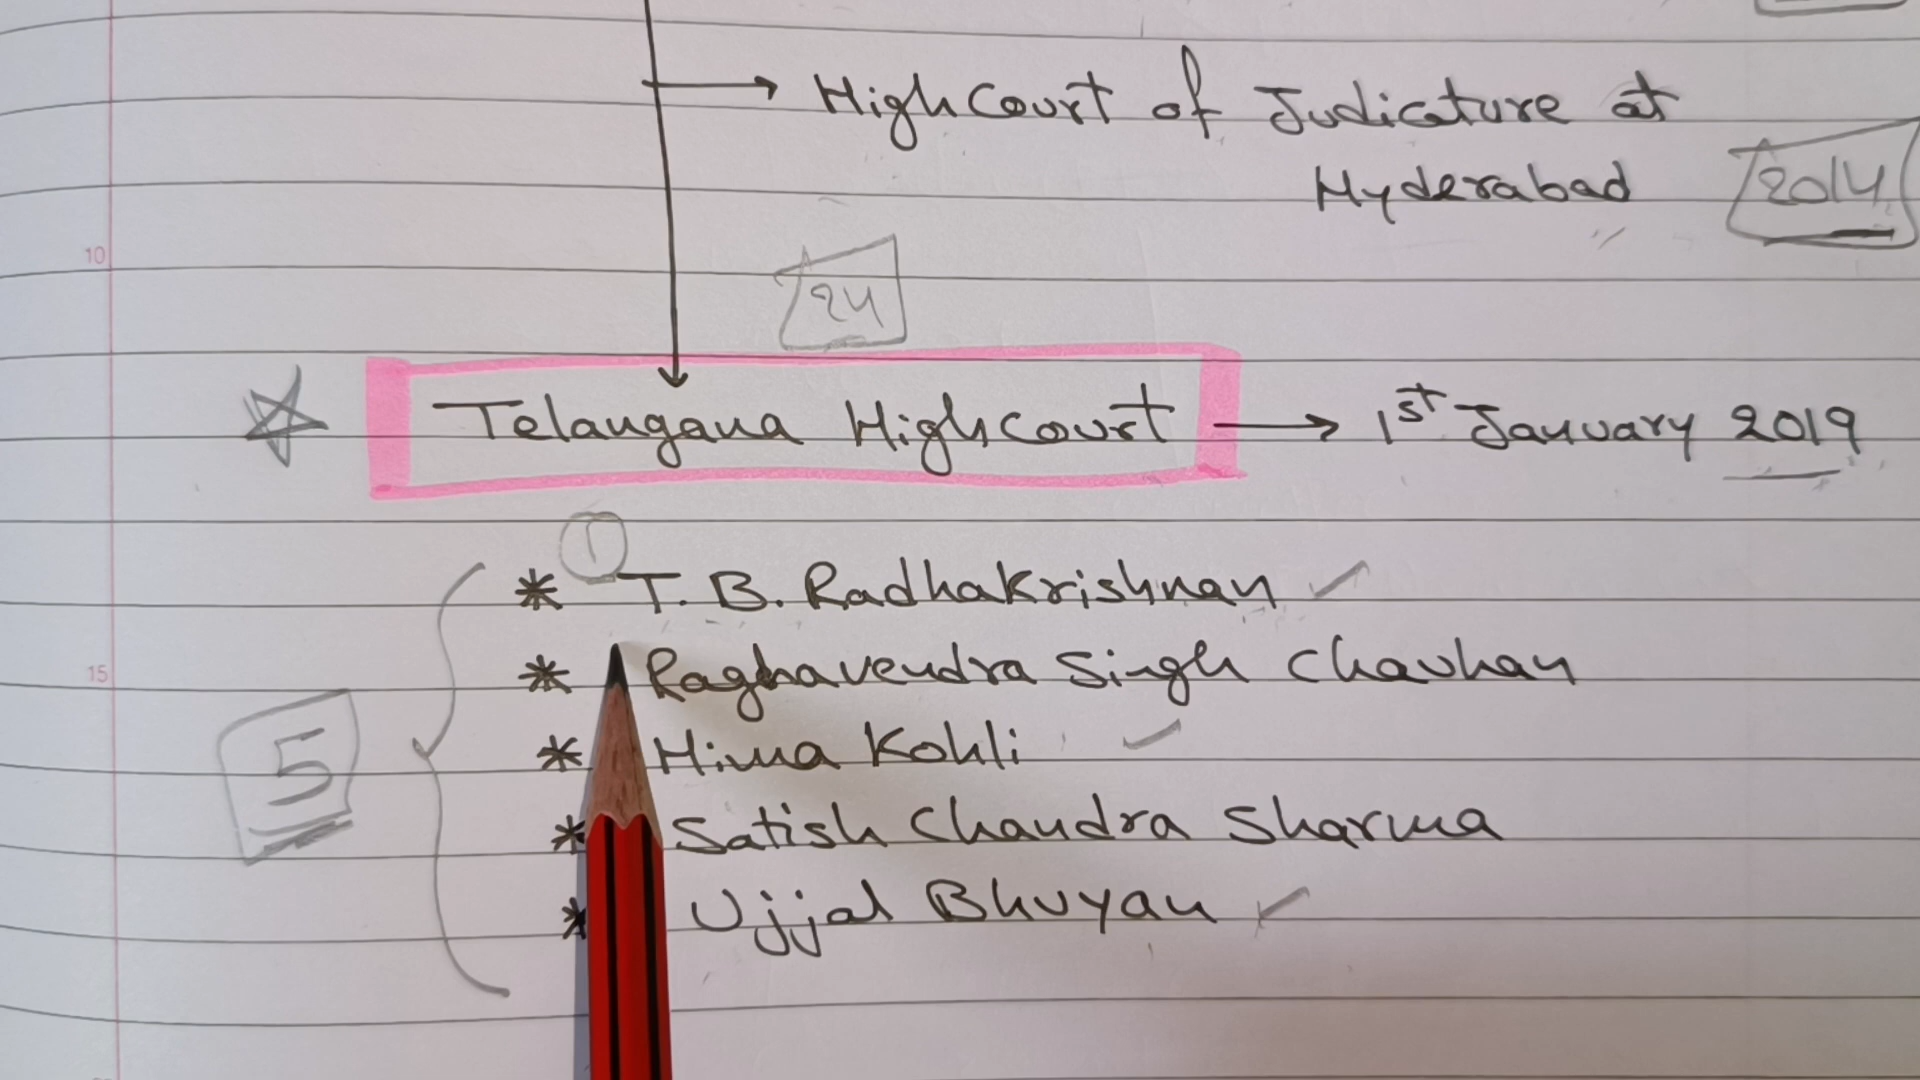 → High Court of Judicature at
Hyderabad 2014
10
24
Telangana High Court → 1st January 2019
1
* T. B. Radhakrishnan ✓
15
* Raghavendra Singh Chauhan
* Hima Kohli ✓
5
* Satish Chandra Sharma
* Ujjal Bhuyan ✓